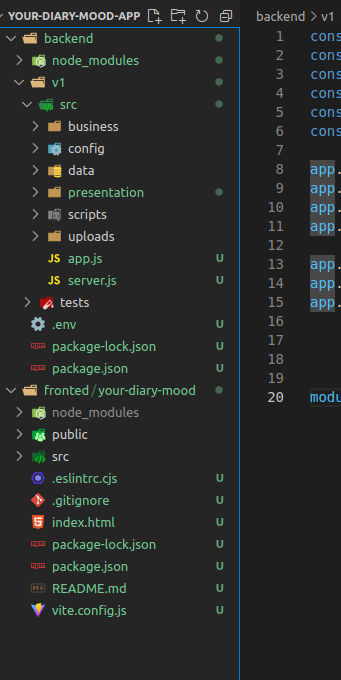 YOUR-DIARY-MOOD-APP
backend
node_modules
v1
src
business
config
data
presentation
scripts
uploads
JS app.js U
JS server.js U
tests
.env U
package-lock.json U
package.json U
fronted/your-diary-mood
node_modules
public
src
.eslintrc.cjs U
.gitignore U
index.html U
package-lock.json U
package.json U
README.md U
vite.config.js U
backend > v1
1 cons
2 cons
3 cons
4 cons
5 cons
6 cons
7
8 app.
9 app.
10 app.
11 app.
12
13 app.
14 app.
15 app.
16
17
18
19
20 modu